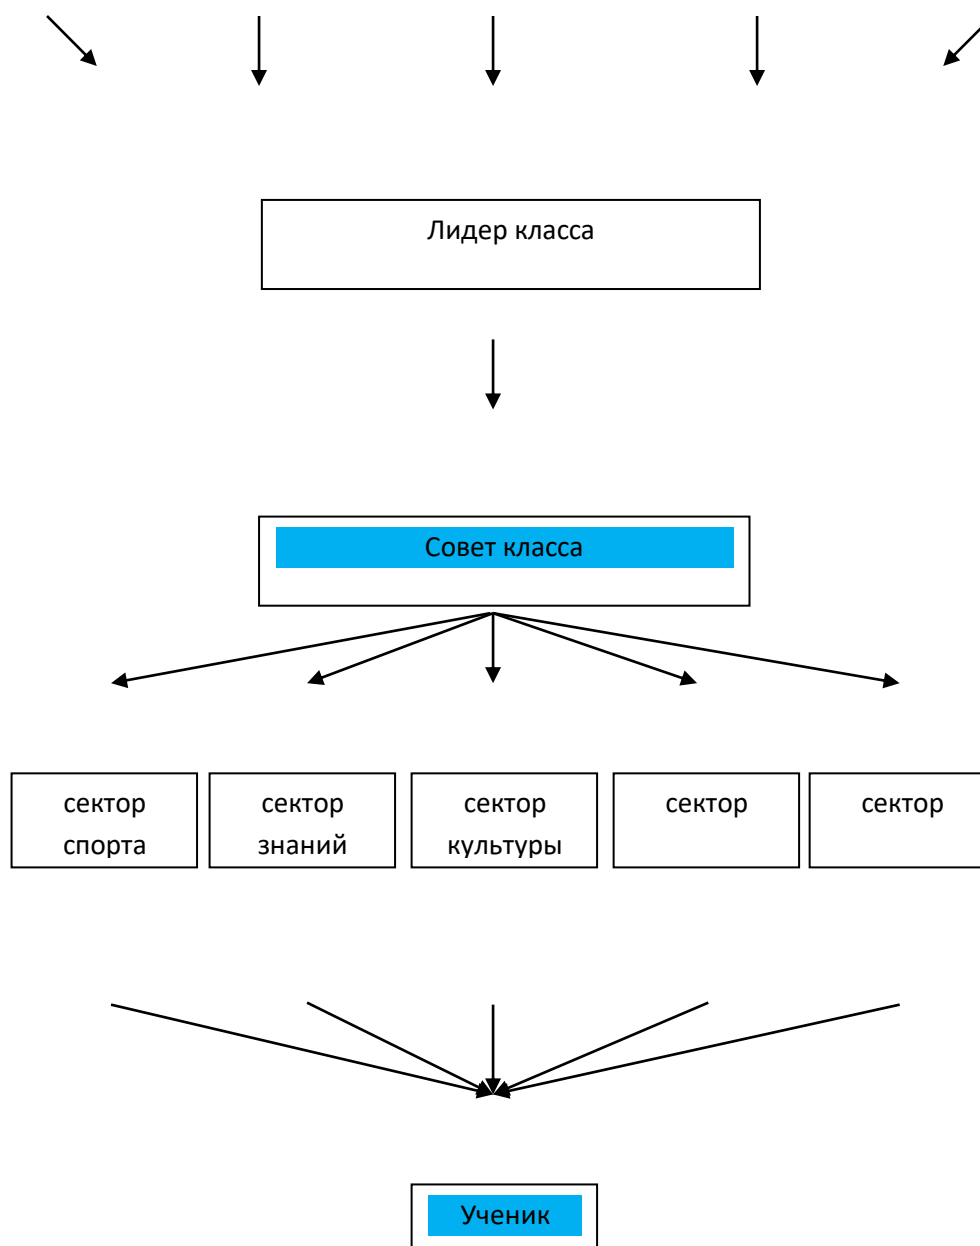 Лидер класса
Совет класса
сектор
спорта
сектор
знаний
сектор
культуры
сектор
сектор
Ученик